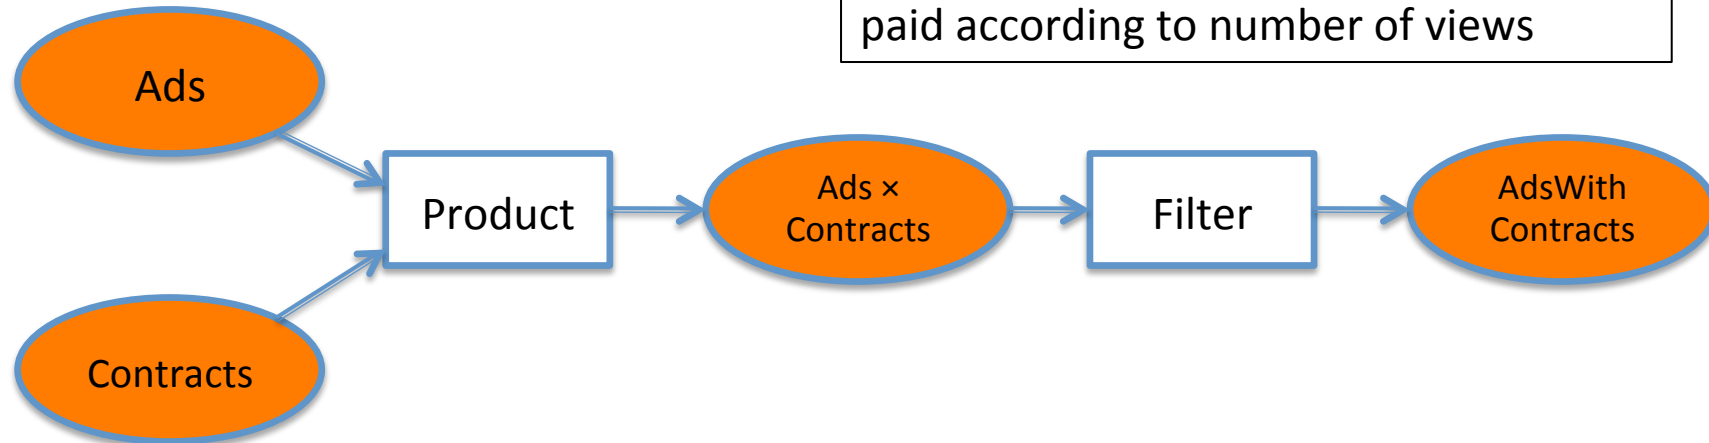 paid according to number of views
Ads
Contracts
Product
Ads ×
Contracts
Filter
AdsWith
Contracts